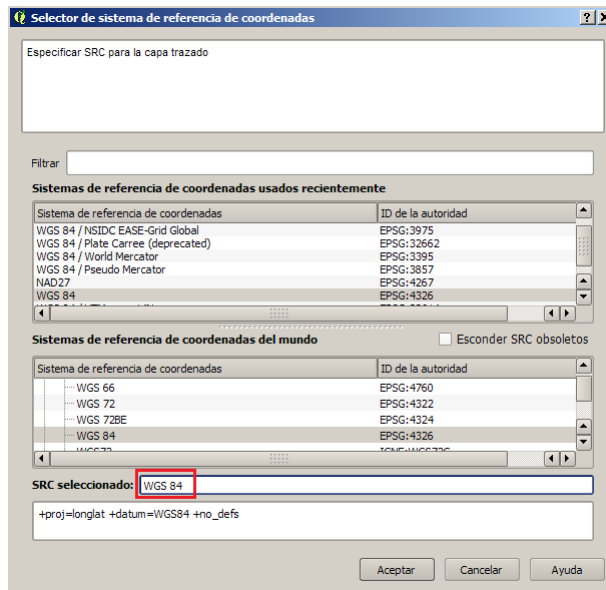 Selector de sistema de referencia de coordenadas
Especificar SRC para la capa trazado
Filtrar
Sistemas de referencia de coordenadas usados recientemente
Sistema de referencia de coordenadas ID de la autoridad
WGS 84 / NSIDC EASE-Grid Global EPSG:3975
WGS 84 / Plate Carree (deprecated) EPSG:32662
WGS 84 / World Mercator EPSG:3395
WGS 84 / Pseudo Mercator EPSG:3857
NAD27 EPSG:4267
WGS 84 EPSG:4326
Sistemas de referencia de coordenadas del mundo Esconder SRC obsoletos
Sistema de referencia de coordenadas ID de la autoridad
WGS 66 EPSG:4760
WGS 72 EPSG:4322
WGS 72BE EPSG:4324
WGS 84 EPSG:4326
SRC seleccionado: WGS 84
+proj=longlat +datum=WGS84 +no_defs
Aceptar Cancelar Ayuda